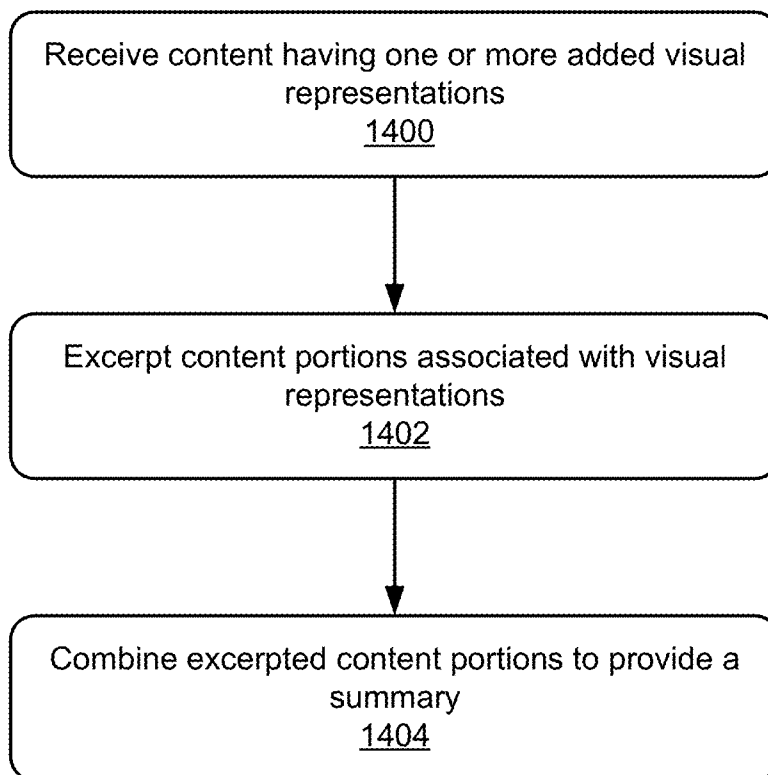 Receive content having one or more added visual
representations
1400
Excerpt content portions associated with visual
representations
1402
Combine excerpted content portions to provide a
summary
1404